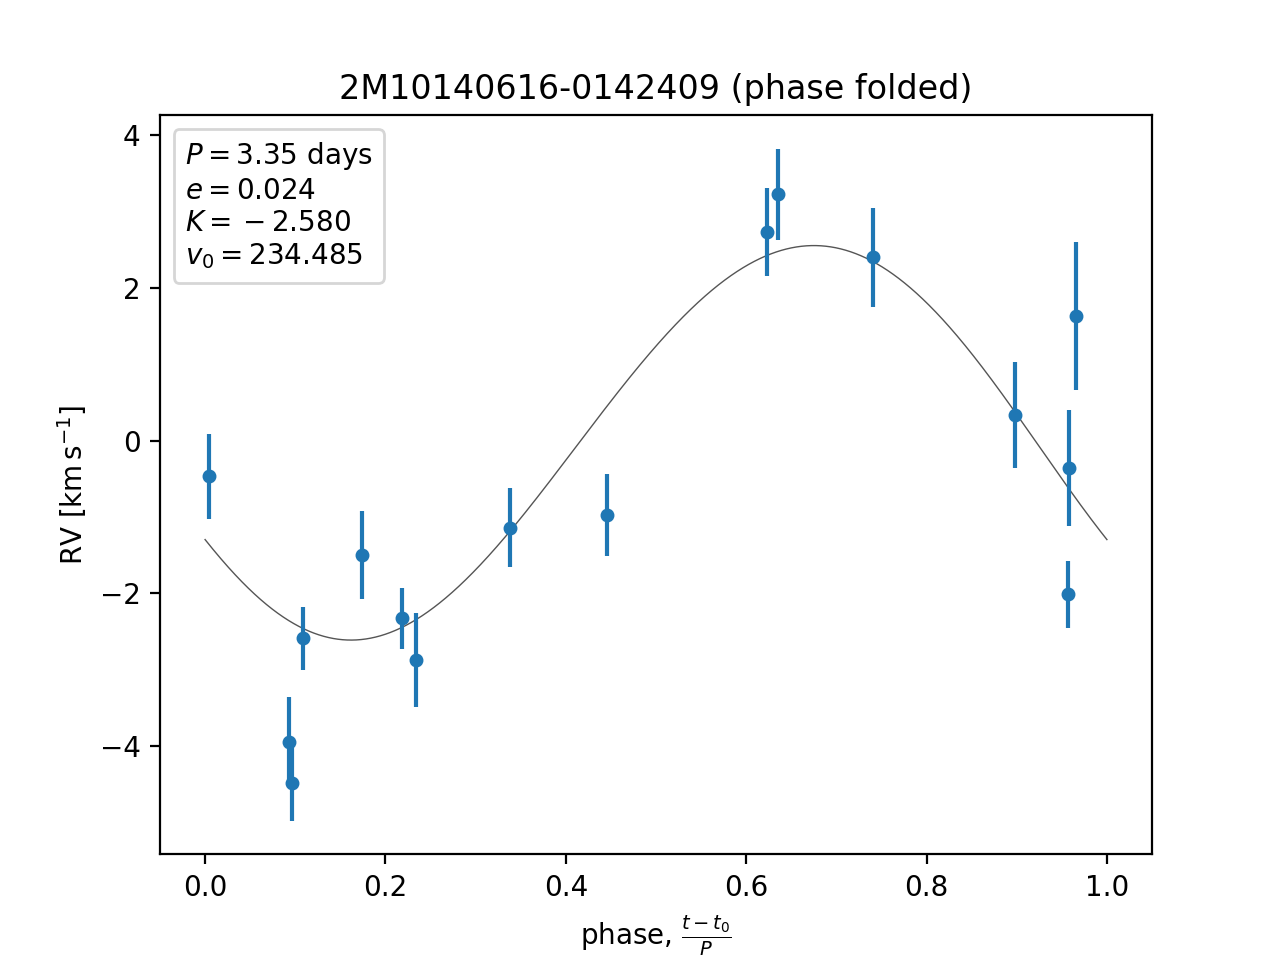 2M10140616-0142409 (phase folded)
P = 3.35 days
e = 0.024
K = −2.580
v₀ = 234.485
4
2
0
−2
−4
RV [km s⁻¹]
0.0 0.2 0.4 0.6 0.8 1.0
phase, (t − t₀)/P